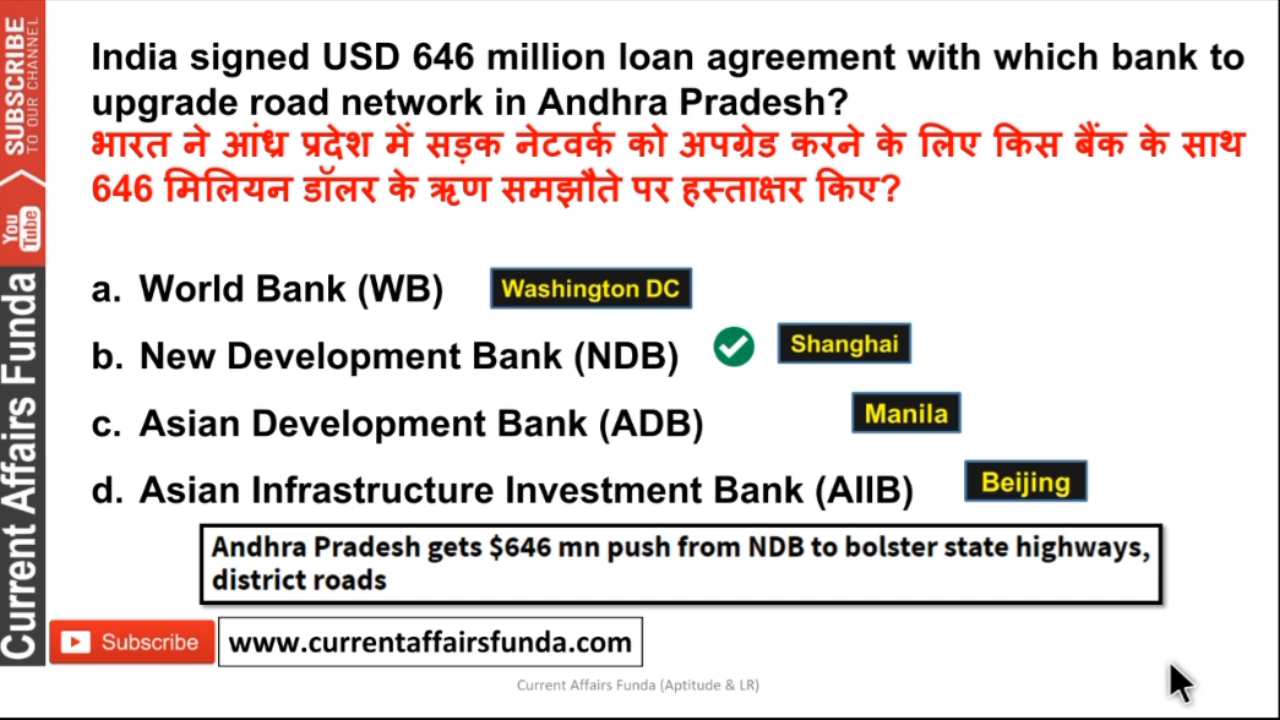 India signed USD 646 million loan agreement with which bank to
upgrade road network in Andhra Pradesh?
भारत ने आंध्र प्रदेश में सड़क नेटवर्क को अपग्रेड करने के लिए किस बैंक के साथ
646 मिलियन डॉलर के ऋण समझौते पर हस्ताक्षर किए?
a. World Bank (WB) Washington DC
b. New Development Bank (NDB) Shanghai
c. Asian Development Bank (ADB) Manila
d. Asian Infrastructure Investment Bank (AIIB) Beijing
Andhra Pradesh gets $646 mn push from NDB to bolster state highways,
district roads
Subscribe www.currentaffairsfunda.com
Current Affairs Funda (Aptitude & LR)
SUBSCRIBE
TO OUR CHANNEL
You
Tube
Current Affairs Funda